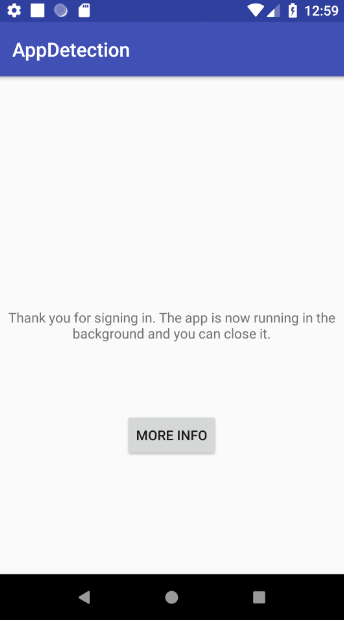 12:59
AppDetection
Thank you for signing in. The app is now running in the
background and you can close it.
MORE INFO